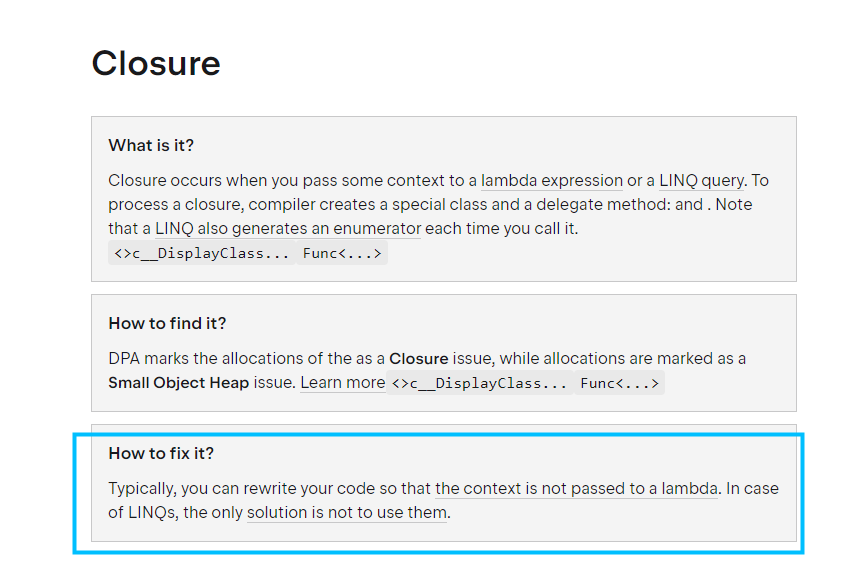 Closure
What is it?
Closure occurs when you pass some context to a lambda expression or a LINQ query. To
process a closure, compiler creates a special class and a delegate method: and . Note
that a LINQ also generates an enumerator each time you call it.
<>c__DisplayClass... Func<...>
How to find it?
DPA marks the allocations of the as a Closure issue, while allocations are marked as a
Small Object Heap issue. Learn more <>c__DisplayClass... Func<...>
How to fix it?
Typically, you can rewrite your code so that the context is not passed to a lambda. In case
of LINQs, the only solution is not to use them.